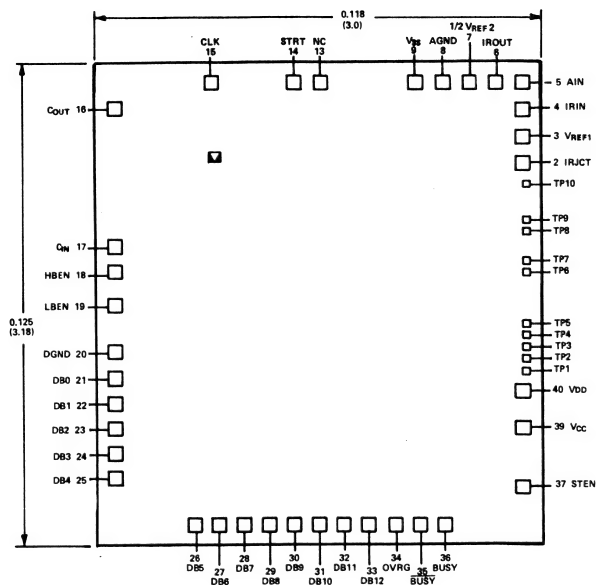 0.118
(3.0)
CLK
15
STRT
14
NC
13
VSS
9
AGND
8
1/2 VREF 2
7
IROUT
6
5 AIN
4 IRIN
3 VREF1
2 IRJCT
TP10
TP9
TP8
TP7
TP6
TP5
TP4
TP3
TP2
TP1
40 VDD
39 VCC
37 STEN
COUT 16
CIN 17
HBEN 18
LBEN 19
0.125
(3.18)
DGND 20
DB0 21
DB1 22
DB2 23
DB3 24
DB4 25
26
DB5
27
DB6
28
DB7
29
DB8
30
DB9
31
DB10
32
DB11
33
DB12
34
OVRG
35
BUSY
36
BUSY